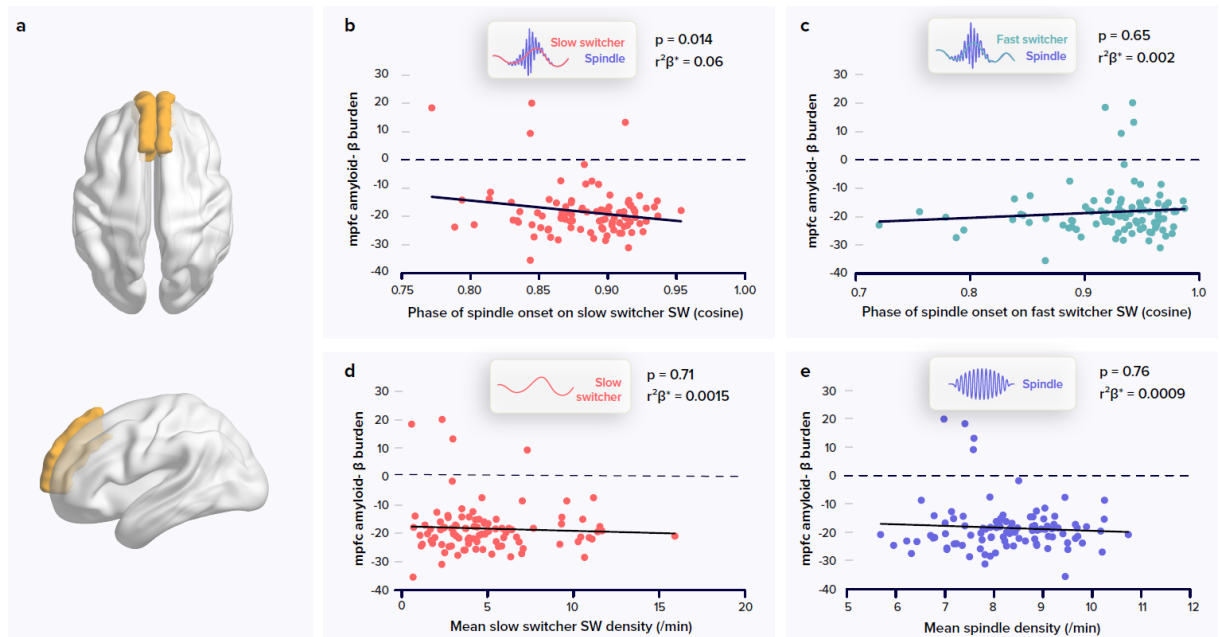 a
b
Slow switcher
Spindle
p = 0.014
r²β* = 0.06
30
20
10
0
-10
-20
-30
-40
mpfc amyloid- β burden
0.75
0.80
0.85
0.90
0.95
1.00
Phase of spindle onset on slow switcher SW (cosine)
c
Fast switcher
Spindle
p = 0.65
r²β* = 0.002
30
20
10
0
-10
-20
-30
-40
mpfc amyloid- β burden
0.7
0.8
0.9
1.0
Phase of spindle onset on fast switcher SW (cosine)
d
Slow
switcher
p = 0.71
r²β* = 0.0015
30
20
10
0
-10
-20
-30
-40
mpfc amyloid- β burden
0
5
10
15
20
Mean slow switcher SW density (/min)
e
Spindle
p = 0.76
r²β* = 0.0009
30
20
10
0
-10
-20
-30
-40
mpfc amyloid- β burden
5
6
7
8
9
10
11
12
Mean spindle density (/min)